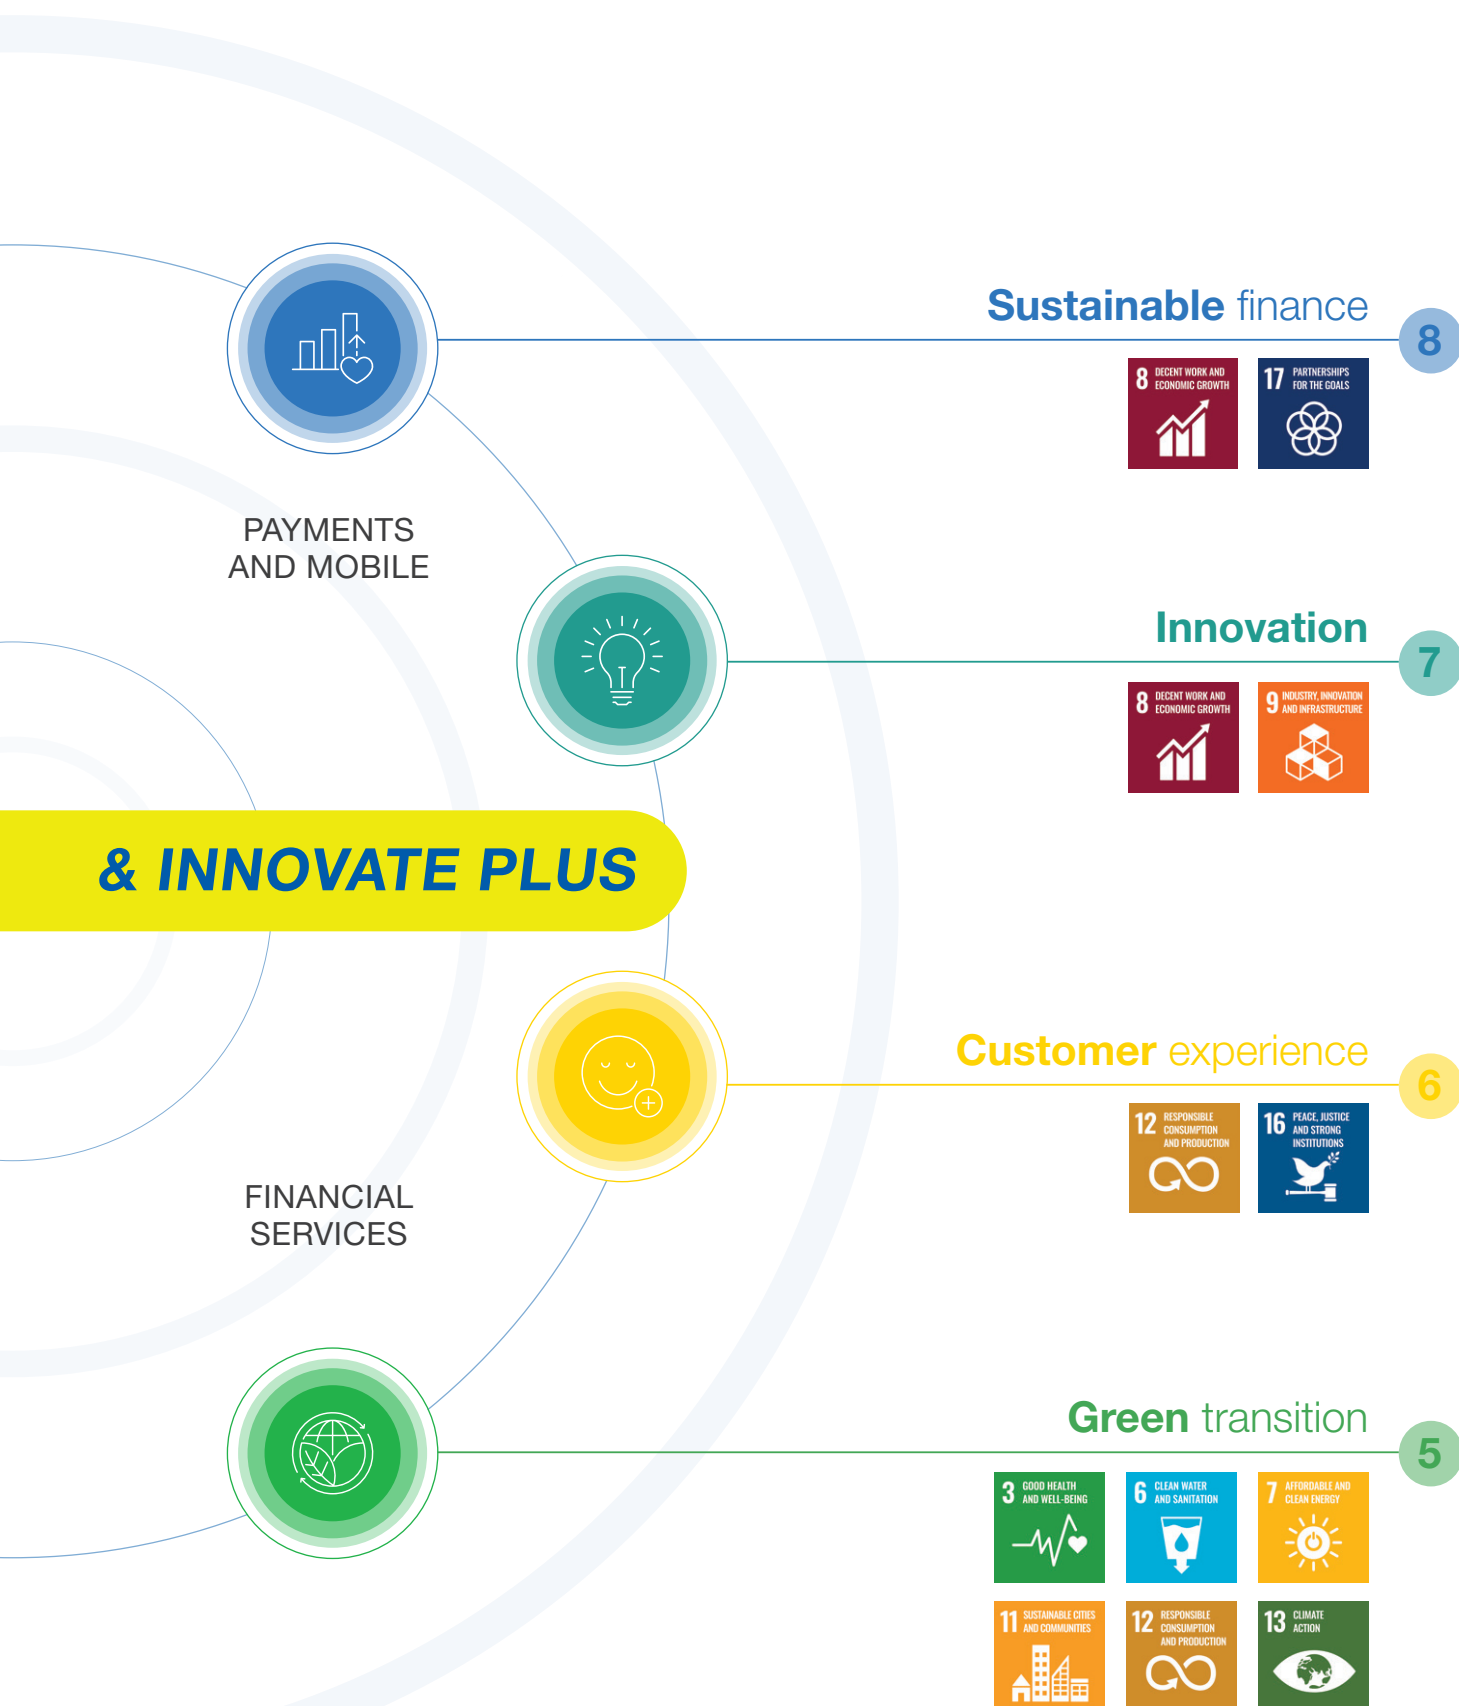 Sustainable finance
8
8 DECENT WORK AND
ECONOMIC GROWTH
17 PARTNERSHIPS
FOR THE GOALS
PAYMENTS
AND MOBILE
Innovation
7
8 DECENT WORK AND
ECONOMIC GROWTH
9 INDUSTRY, INNOVATION
AND INFRASTRUCTURE
& INNOVATE PLUS
Customer experience
6
12 RESPONSIBLE
CONSUMPTION
AND PRODUCTION
16 PEACE, JUSTICE
AND STRONG
INSTITUTIONS
FINANCIAL
SERVICES
Green transition
5
3 GOOD HEALTH
AND WELL-BEING
6 CLEAN WATER
AND SANITATION
7 AFFORDABLE AND
CLEAN ENERGY
11 SUSTAINABLE CITIES
AND COMMUNITIES
12 RESPONSIBLE
CONSUMPTION
AND PRODUCTION
13 CLIMATE
ACTION